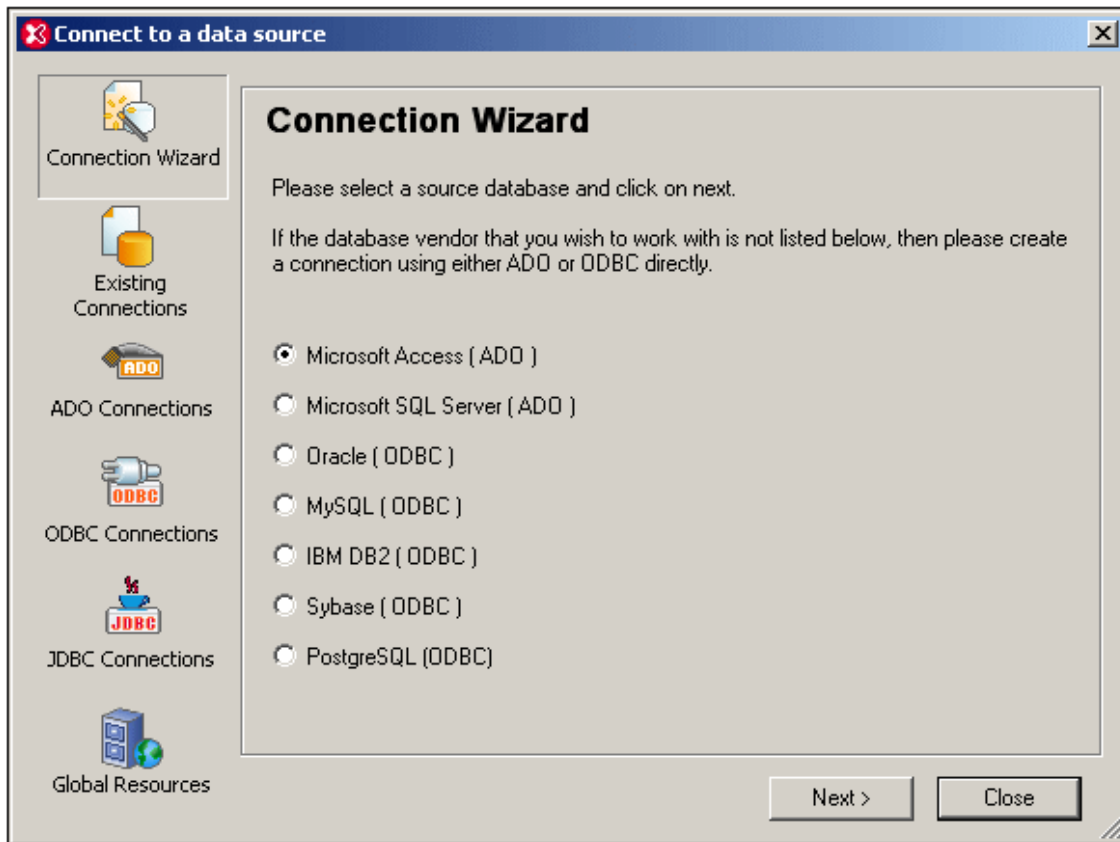 Connect to a data source
Connection Wizard
Existing
Connections
ADO
ADO Connections
ODBC
ODBC Connections
JDBC
JDBC Connections
Global Resources
Connection Wizard
Please select a source database and click on next.
If the database vendor that you wish to work with is not listed below, then please create
a connection using either ADO or ODBC directly.
Microsoft Access ( ADO )
Microsoft SQL Server ( ADO )
Oracle ( ODBC )
MySQL ( ODBC )
IBM DB2 ( ODBC )
Sybase ( ODBC )
PostgreSQL (ODBC)
Next >
Close